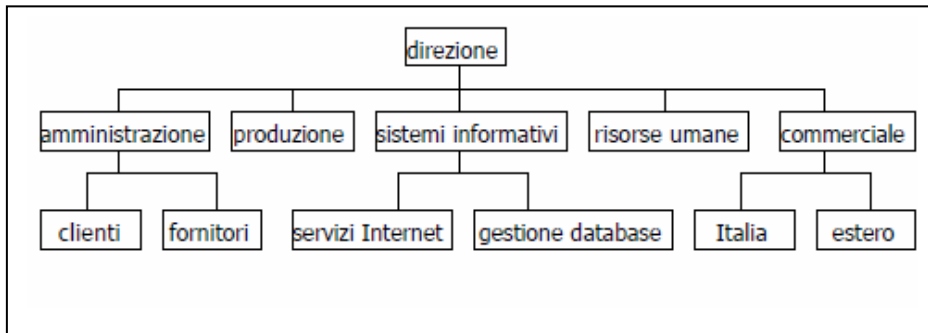 direzione
amministrazione produzione sistemi informativi risorse umane commerciale
clienti fornitori servizi Internet gestione database Italia estero